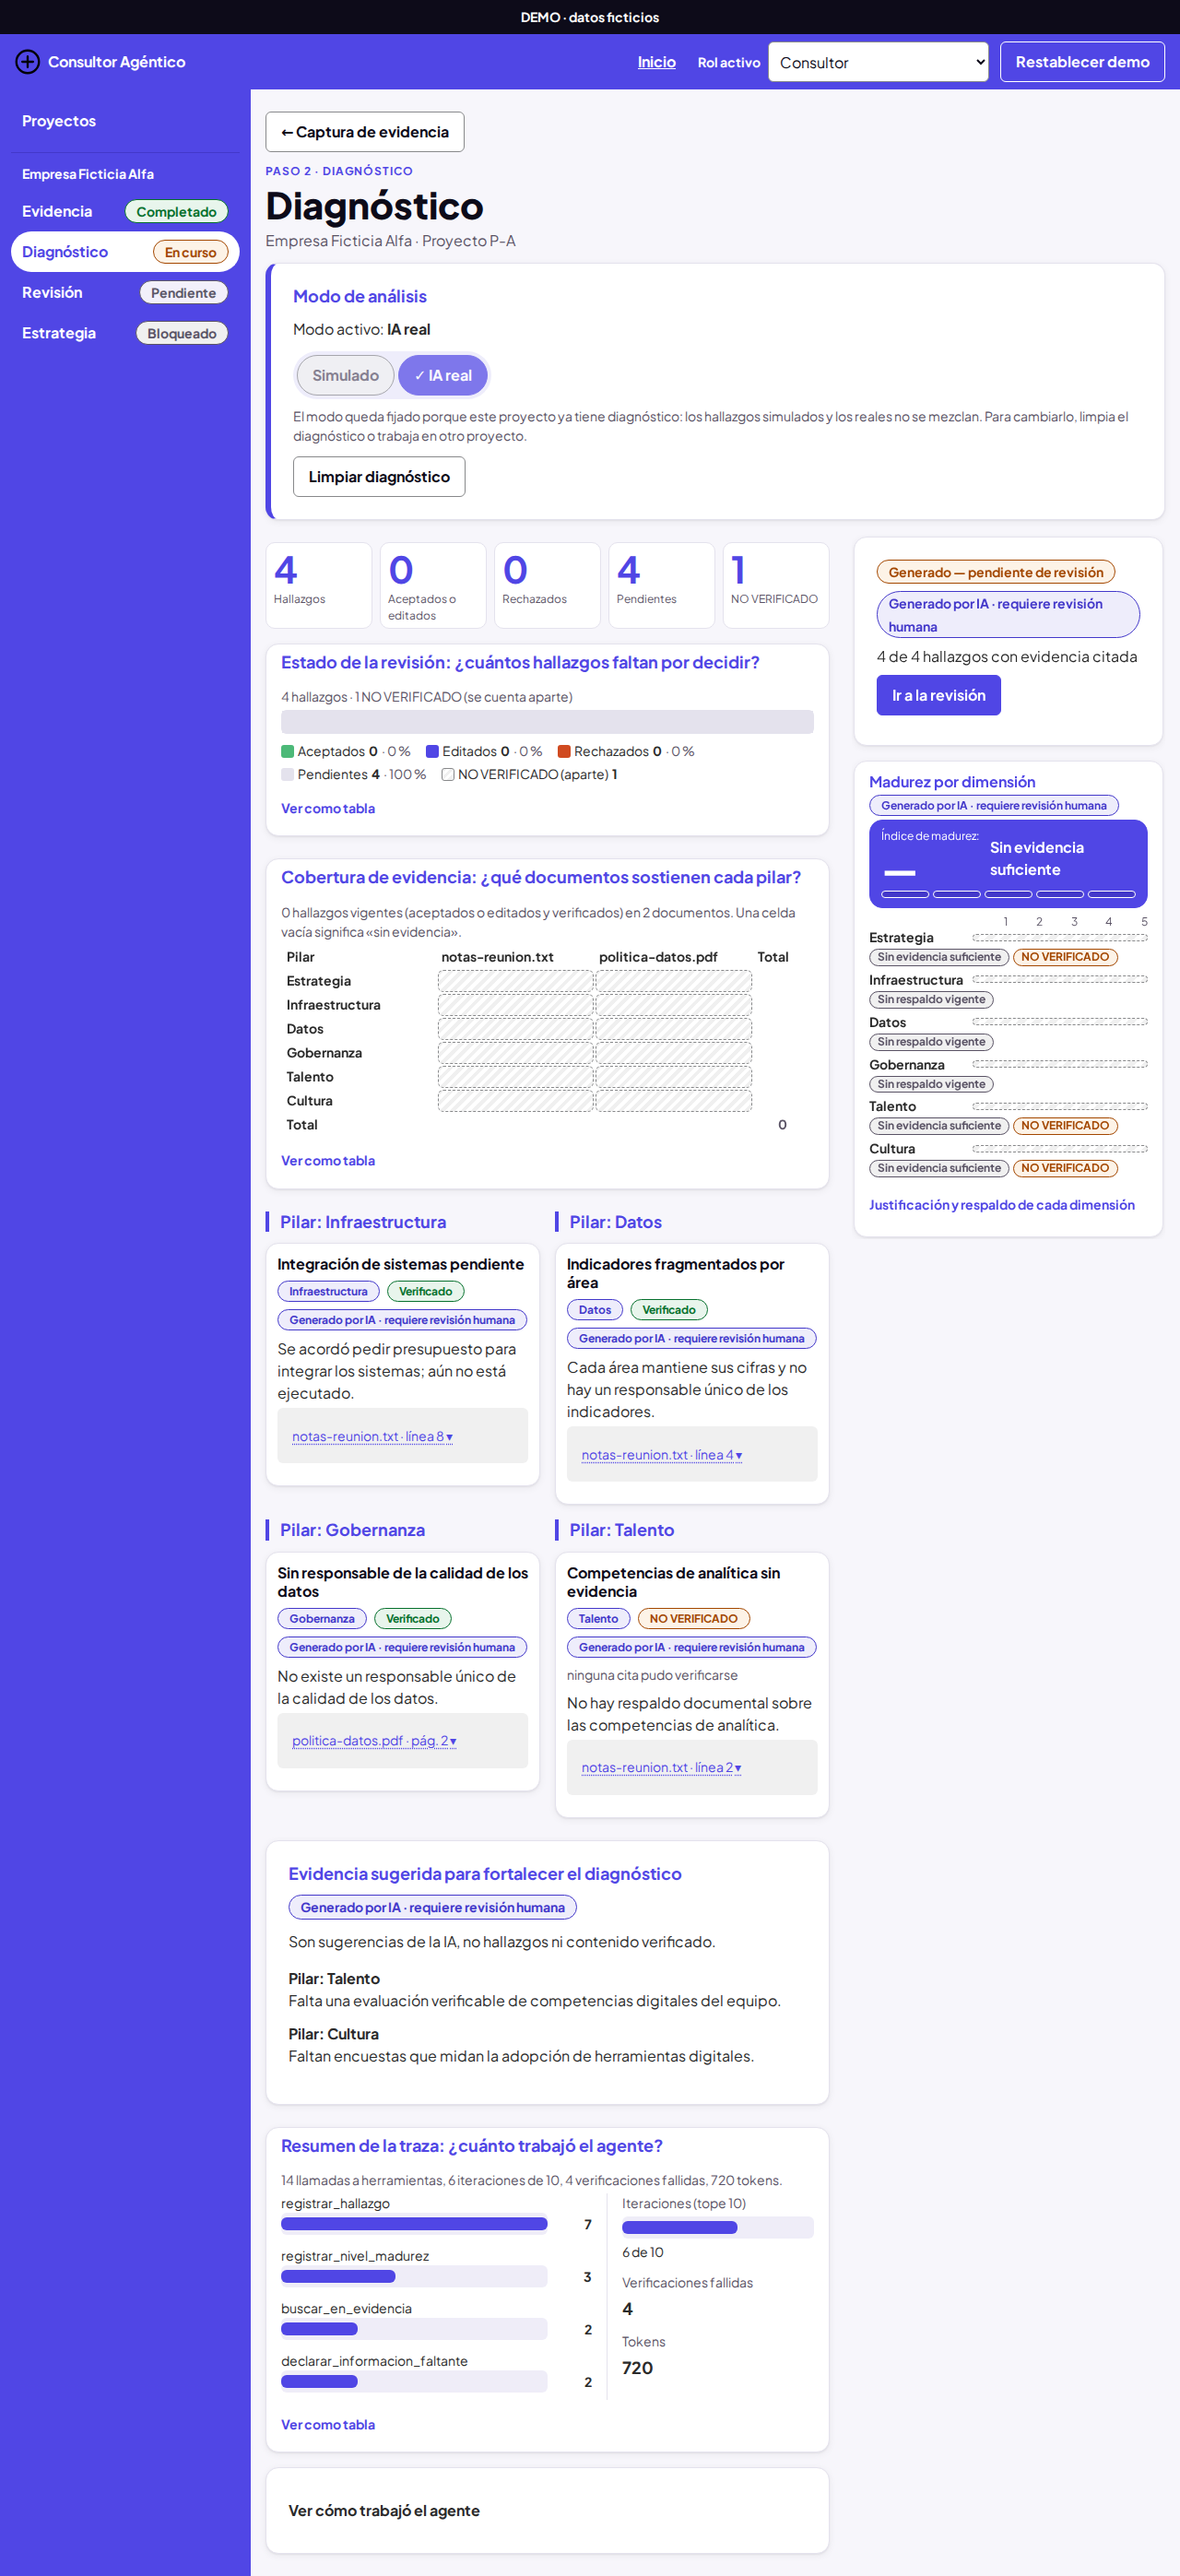 DEMO · datos ficticios
Consultor Agéntico
Inicio
Rol activo
Consultor
Restablecer demo
Proyectos
Empresa Ficticia Alfa
Evidencia
Completado
Diagnóstico
En curso
Revisión
Pendiente
Estrategia
Bloqueado
← Captura de evidencia
PASO 2 · DIAGNÓSTICO
Diagnóstico
Empresa Ficticia Alfa · Proyecto P-A
Modo de análisis
Modo activo: IA real
Simulado
✓ IA real
El modo queda fijado porque este proyecto ya tiene diagnóstico: los hallazgos simulados y los reales no se mezclan. Para cambiarlo, limpia el
diagnóstico o trabaja en otro proyecto.
Limpiar diagnóstico
4
Hallazgos
0
Aceptados o
editados
0
Rechazados
4
Pendientes
1
NO VERIFICADO
Estado de la revisión: ¿cuántos hallazgos faltan por decidir?
4 hallazgos · 1 NO VERIFICADO (se cuenta aparte)
Aceptados 0 · 0 %
Editados 0 · 0 %
Rechazados 0 · 0 %
Pendientes 4 · 100 %
NO VERIFICADO (aparte) 1
Ver como tabla
Cobertura de evidencia: ¿qué documentos sostienen cada pilar?
0 hallazgos vigentes (aceptados o editados y verificados) en 2 documentos. Una celda
vacía significa «sin evidencia».
Pilar notas-reunion.txt politica-datos.pdf Total
Estrategia
Infraestructura
Datos
Gobernanza
Talento
Cultura
Total 0
Ver como tabla
Pilar: Infraestructura
Integración de sistemas pendiente
Infraestructura
Verificado
Generado por IA · requiere revisión humana
Se acordó pedir presupuesto para
integrar los sistemas; aún no está
ejecutado.
notas-reunion.txt · línea 8 ▾
Pilar: Datos
Indicadores fragmentados por
área
Datos
Verificado
Generado por IA · requiere revisión humana
Cada área mantiene sus cifras y no
hay un responsable único de los
indicadores.
notas-reunion.txt · línea 4 ▾
Pilar: Gobernanza
Sin responsable de la calidad de los
datos
Gobernanza
Verificado
Generado por IA · requiere revisión humana
No existe un responsable único de
la calidad de los datos.
politica-datos.pdf · pág. 2 ▾
Pilar: Talento
Competencias de analítica sin
evidencia
Talento
NO VERIFICADO
Generado por IA · requiere revisión humana
ninguna cita pudo verificarse
No hay respaldo documental sobre
las competencias de analítica.
notas-reunion.txt · línea 2 ▾
Evidencia sugerida para fortalecer el diagnóstico
Generado por IA · requiere revisión humana
Son sugerencias de la IA, no hallazgos ni contenido verificado.
Pilar: Talento
Falta una evaluación verificable de competencias digitales del equipo.
Pilar: Cultura
Faltan encuestas que midan la adopción de herramientas digitales.
Resumen de la traza: ¿cuánto trabajó el agente?
14 llamadas a herramientas, 6 iteraciones de 10, 4 verificaciones fallidas, 720 tokens.
registrar_hallazgo
7
registrar_nivel_madurez
3
buscar_en_evidencia
2
declarar_informacion_faltante
2
Iteraciones (tope 10)
6 de 10
Verificaciones fallidas
4
Tokens
720
Ver como tabla
Ver cómo trabajó el agente
Generado — pendiente de revisión
Generado por IA · requiere revisión
humana
4 de 4 hallazgos con evidencia citada
Ir a la revisión
Madurez por dimensión
Generado por IA · requiere revisión humana
Índice de madurez:
—
Sin evidencia
suficiente
1 2 3 4 5
Estrategia
Sin evidencia suficiente
NO VERIFICADO
Infraestructura
Sin respaldo vigente
Datos
Sin respaldo vigente
Gobernanza
Sin respaldo vigente
Talento
Sin evidencia suficiente
NO VERIFICADO
Cultura
Sin evidencia suficiente
NO VERIFICADO
Justificación y respaldo de cada dimensión